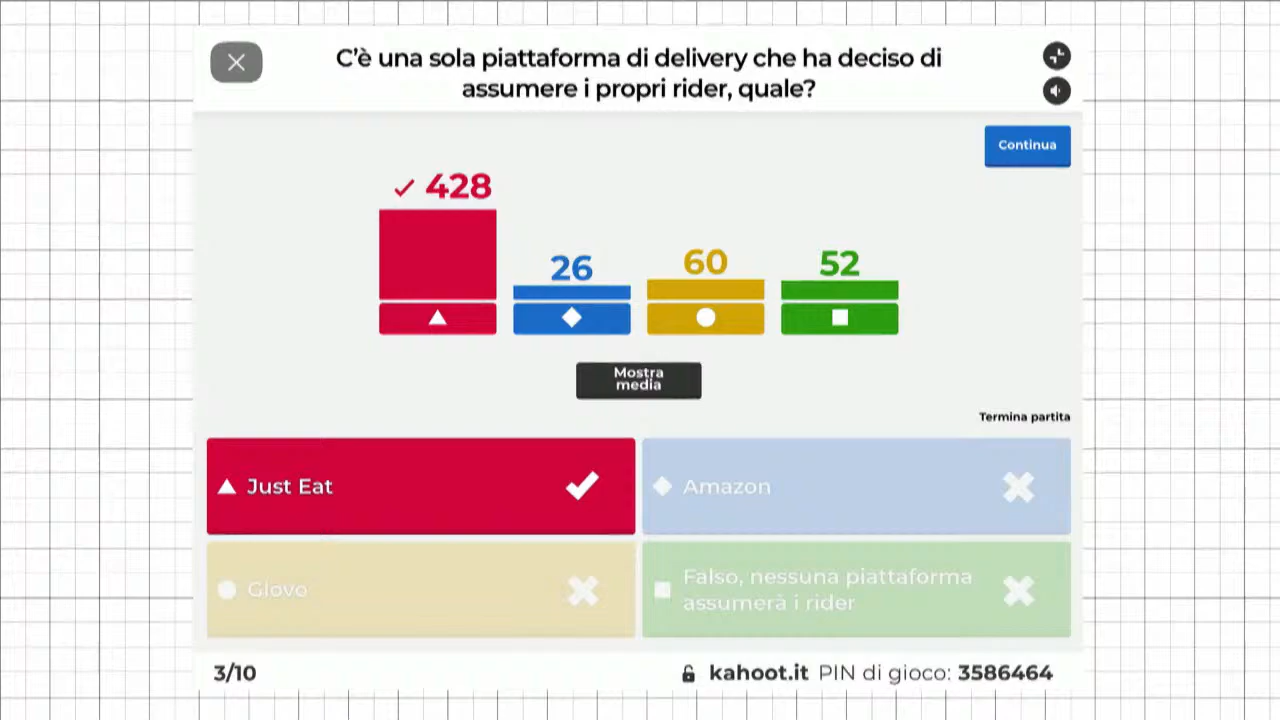 C'è una sola piattaforma di delivery che ha deciso di
assumere i propri rider, quale?
Continua
428
26
60
52
Mostra
media
Termina partita
Just Eat
Amazon
Glovo
Falso, nessuna piattaforma
assumerà i rider
3/10
kahoot.it PIN di gioco: 3586464